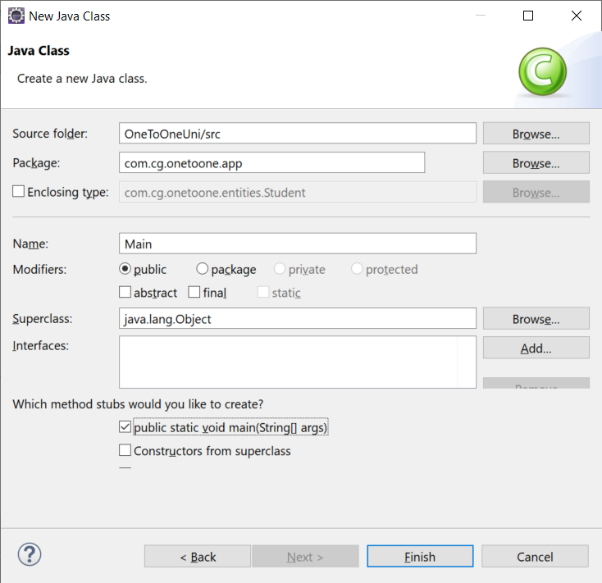 New Java Class
Java Class
Create a new Java class.
Source folder: OneToOneUni/src Browse...
Package: com.cg.onetoone.app Browse...
Enclosing type: com.cg.onetoone.entities.Student Browse...
Name: Main
Modifiers: public package private protected
abstract final static
Superclass: java.lang.Object Browse...
Interfaces: Add...
Which method stubs would you like to create?
public static void main(String[] args)
Constructors from superclass
? < Back Next > Finish Cancel